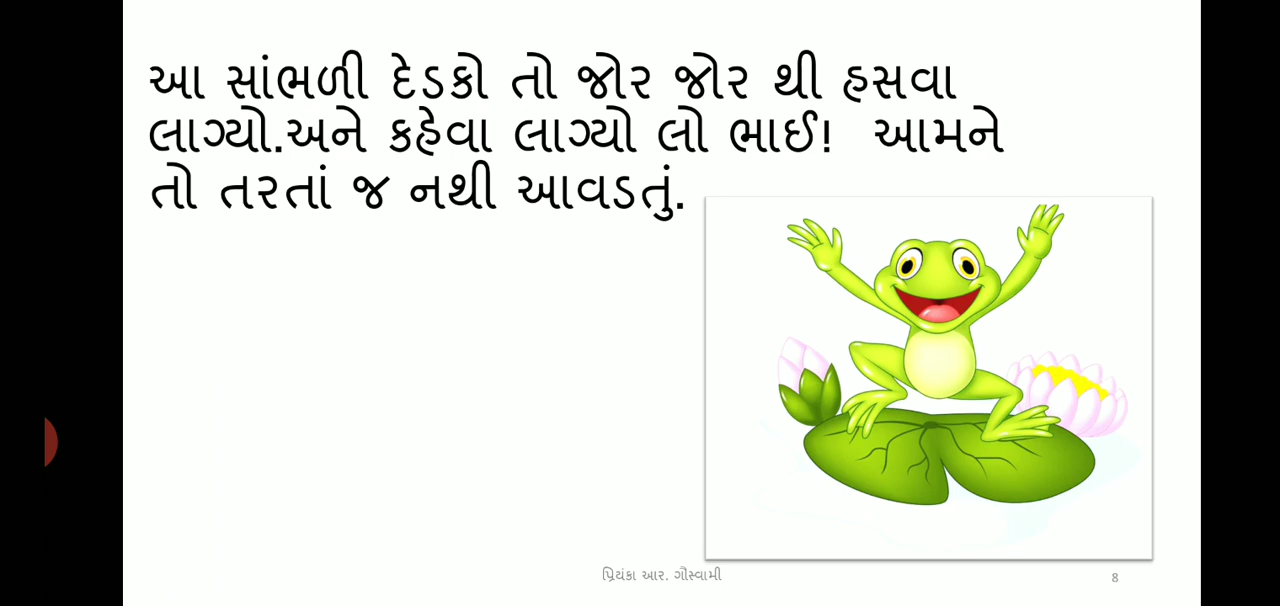 આ સાંભળી દેડકો તો જોર જોર થી હસવા
લાગ્યો.અને કહેવા લાગ્યો લો ભાઈ!  આમને
તો તરતાં જ નથી આવડતું.
પ્રિયંકા આર. ગૌસ્વામી
8